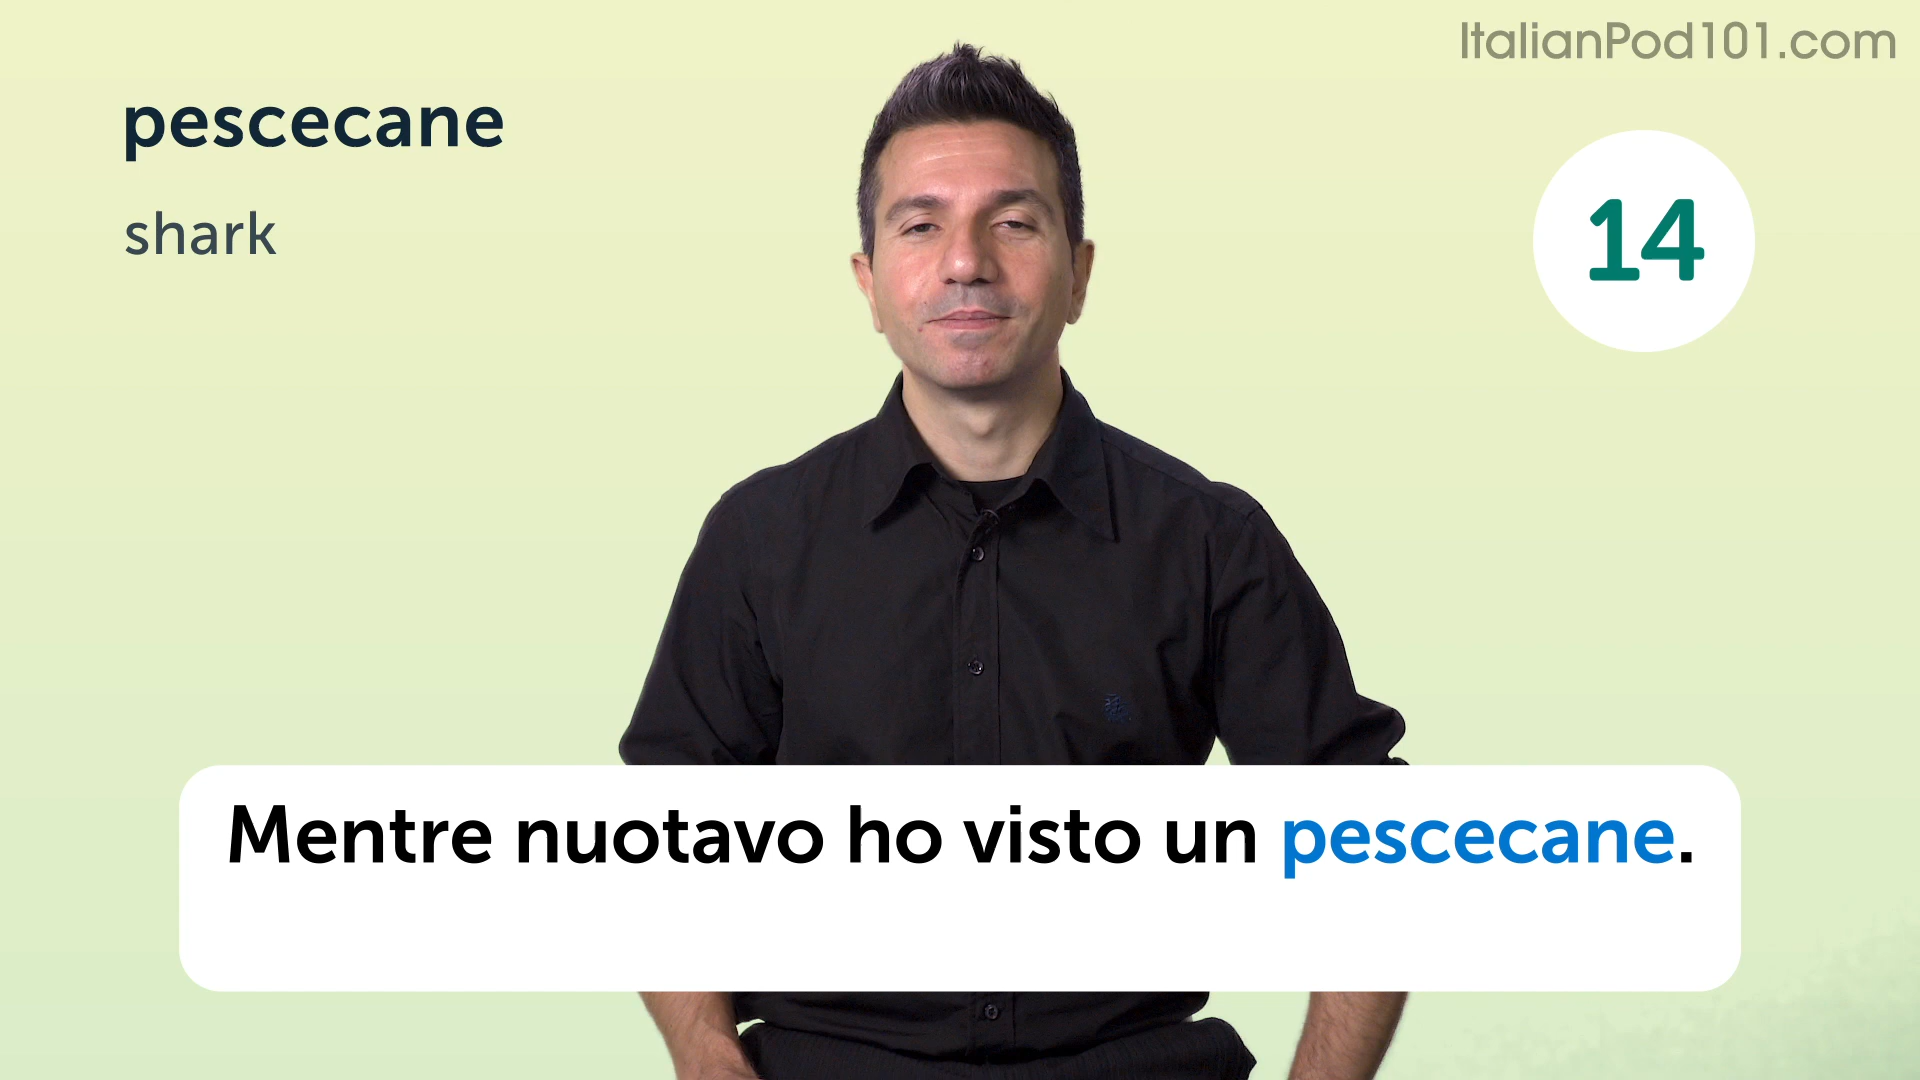 ItalianPod101.com
pescecane
shark
14
Mentre nuotavo ho visto un pescecane.